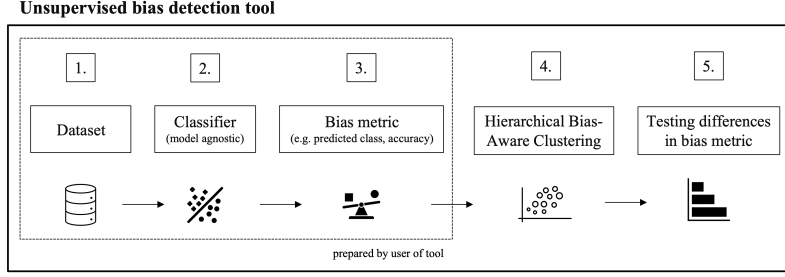 Unsupervised bias detection tool
1.
2.
3.
4.
5.
Dataset
Classifier
(model agnostic)
Bias metric
(e.g. predicted class, accuracy)
Hierarchical Bias-
Aware Clustering
Testing differences
in bias metric
prepared by user of tool